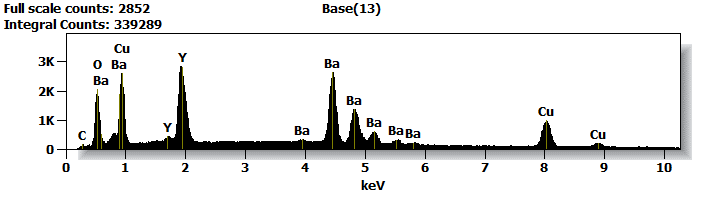 Full scale counts: 2852 Base(13)
Integral Counts: 339289
Cu
O Ba Y
Ba
Ba
Ba
Cu
C Y Ba Ba Ba Ba Cu
3K
2K
1K
0
0 1 2 3 4 5 6 7 8 9 10
keV